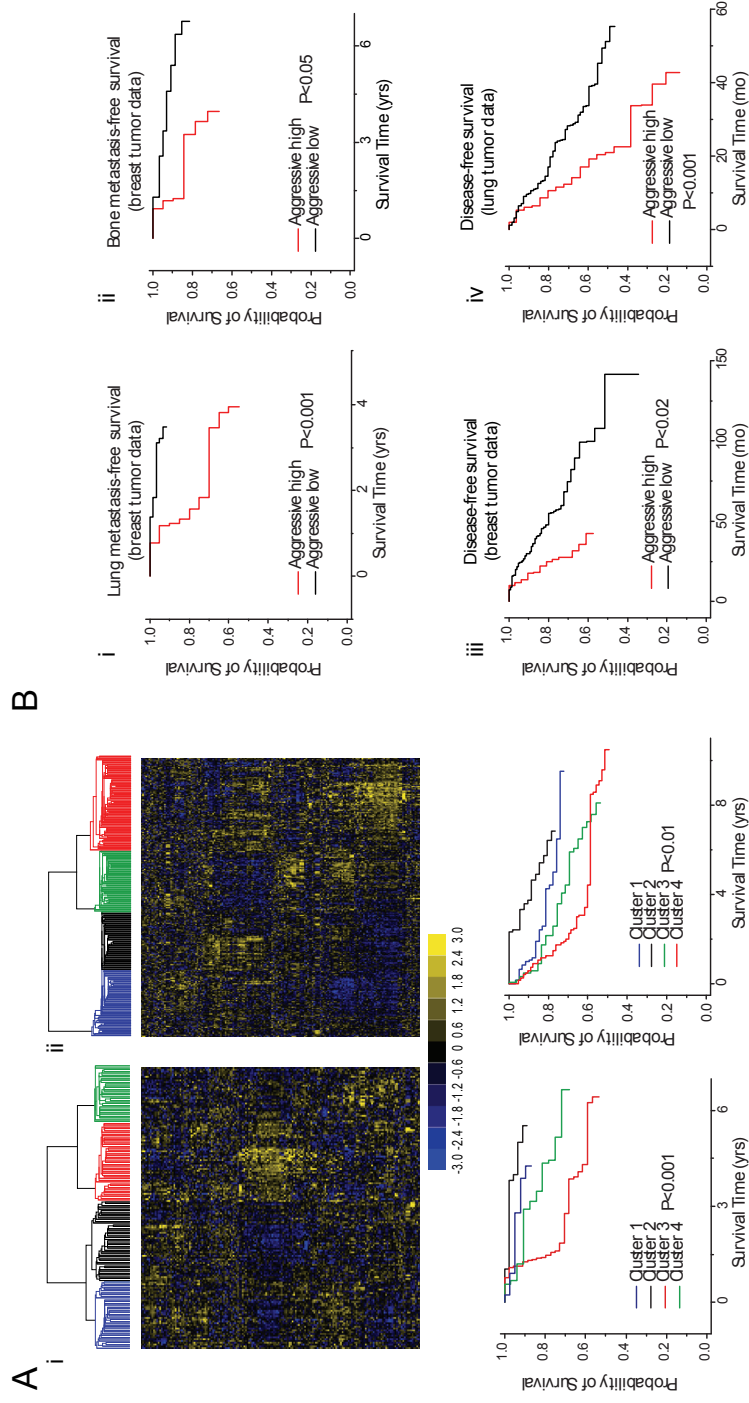 A
i
ii
-3.0 -2.4 -1.8 -1.2 -0.6 0 0.6 1.2 1.8 2.4 3.0
Probability of Survival
1.0
0.8
0.6
0.4
0.2
0.0
Cluster 1
Cluster 2
Cluster 3 P<0.001
Cluster 4
0 3 6
Survival Time (yrs)
Probability of Survival
1.0
0.8
0.6
0.4
0.2
0.0
Cluster 1
Cluster 2
Cluster 3 P<0.01
Cluster 4
0 4 8
Survival Time (yrs)
B
i
Lung metastasis-free survival
(breast tumor data)
Probability of Survival
1.0
0.8
0.6
0.4
0.2
0.0
Aggressive high
Aggressive low P<0.001
0 2 4
Survival Time (yrs)
ii
Bone metastasis-free survival
(breast tumor data)
Probability of Survival
1.0
0.8
0.6
0.4
0.2
0.0
Aggressive high
Aggressive low P<0.05
0 3 6
Survival Time (yrs)
iii
Disease-free survival
(breast tumor data)
Probability of Survival
1.0
0.8
0.6
0.4
0.2
0.0
Aggressive high
Aggressive low P<0.02
0 50 100 150
Survival Time (mo)
iv
Disease-free survival
(lung tumor data)
Probability of Survival
1.0
0.8
0.6
0.4
0.2
0.0
Aggressive high
Aggressive low
P<0.001
0 20 40 60
Survival Time (mo)